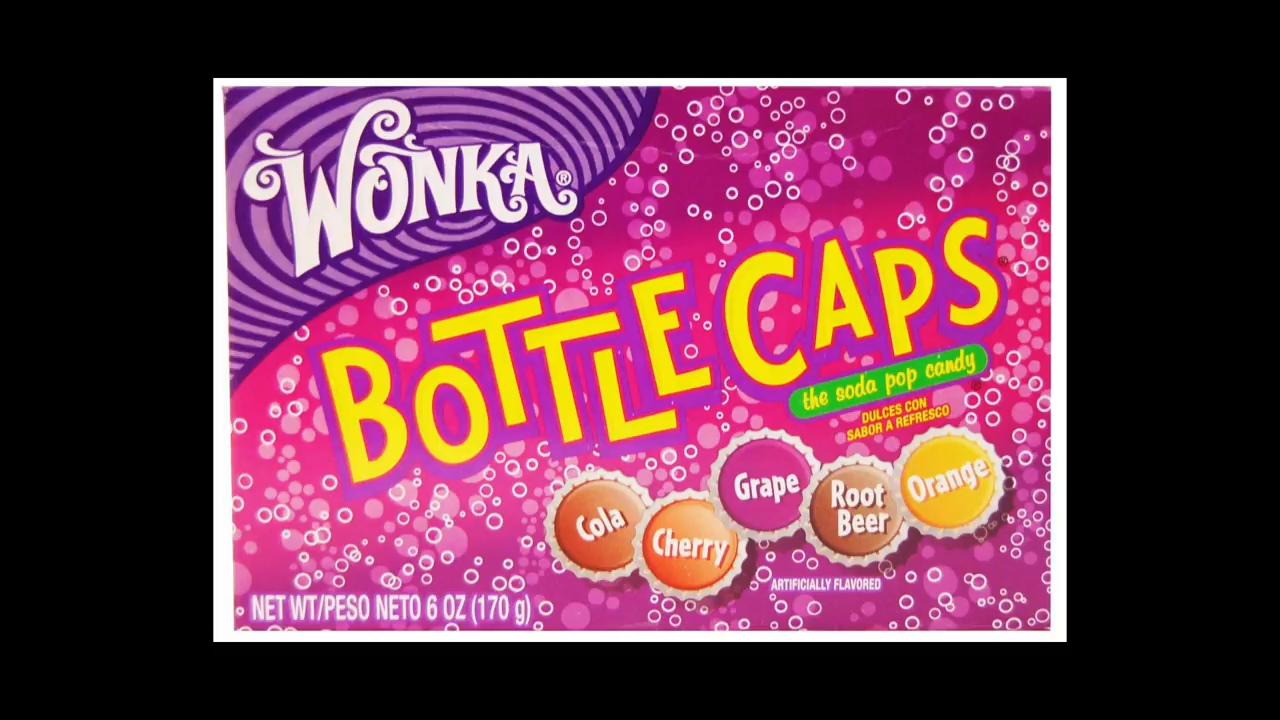 WONKA®
BOTTLE CAPS®
the soda pop candy®
DULCES CON
SABOR A REFRESCO
Cola
Cherry
Grape
Root
Beer
Orange
ARTIFICIALLY FLAVORED
NET WT/PESO NETO 6 OZ (170 g)